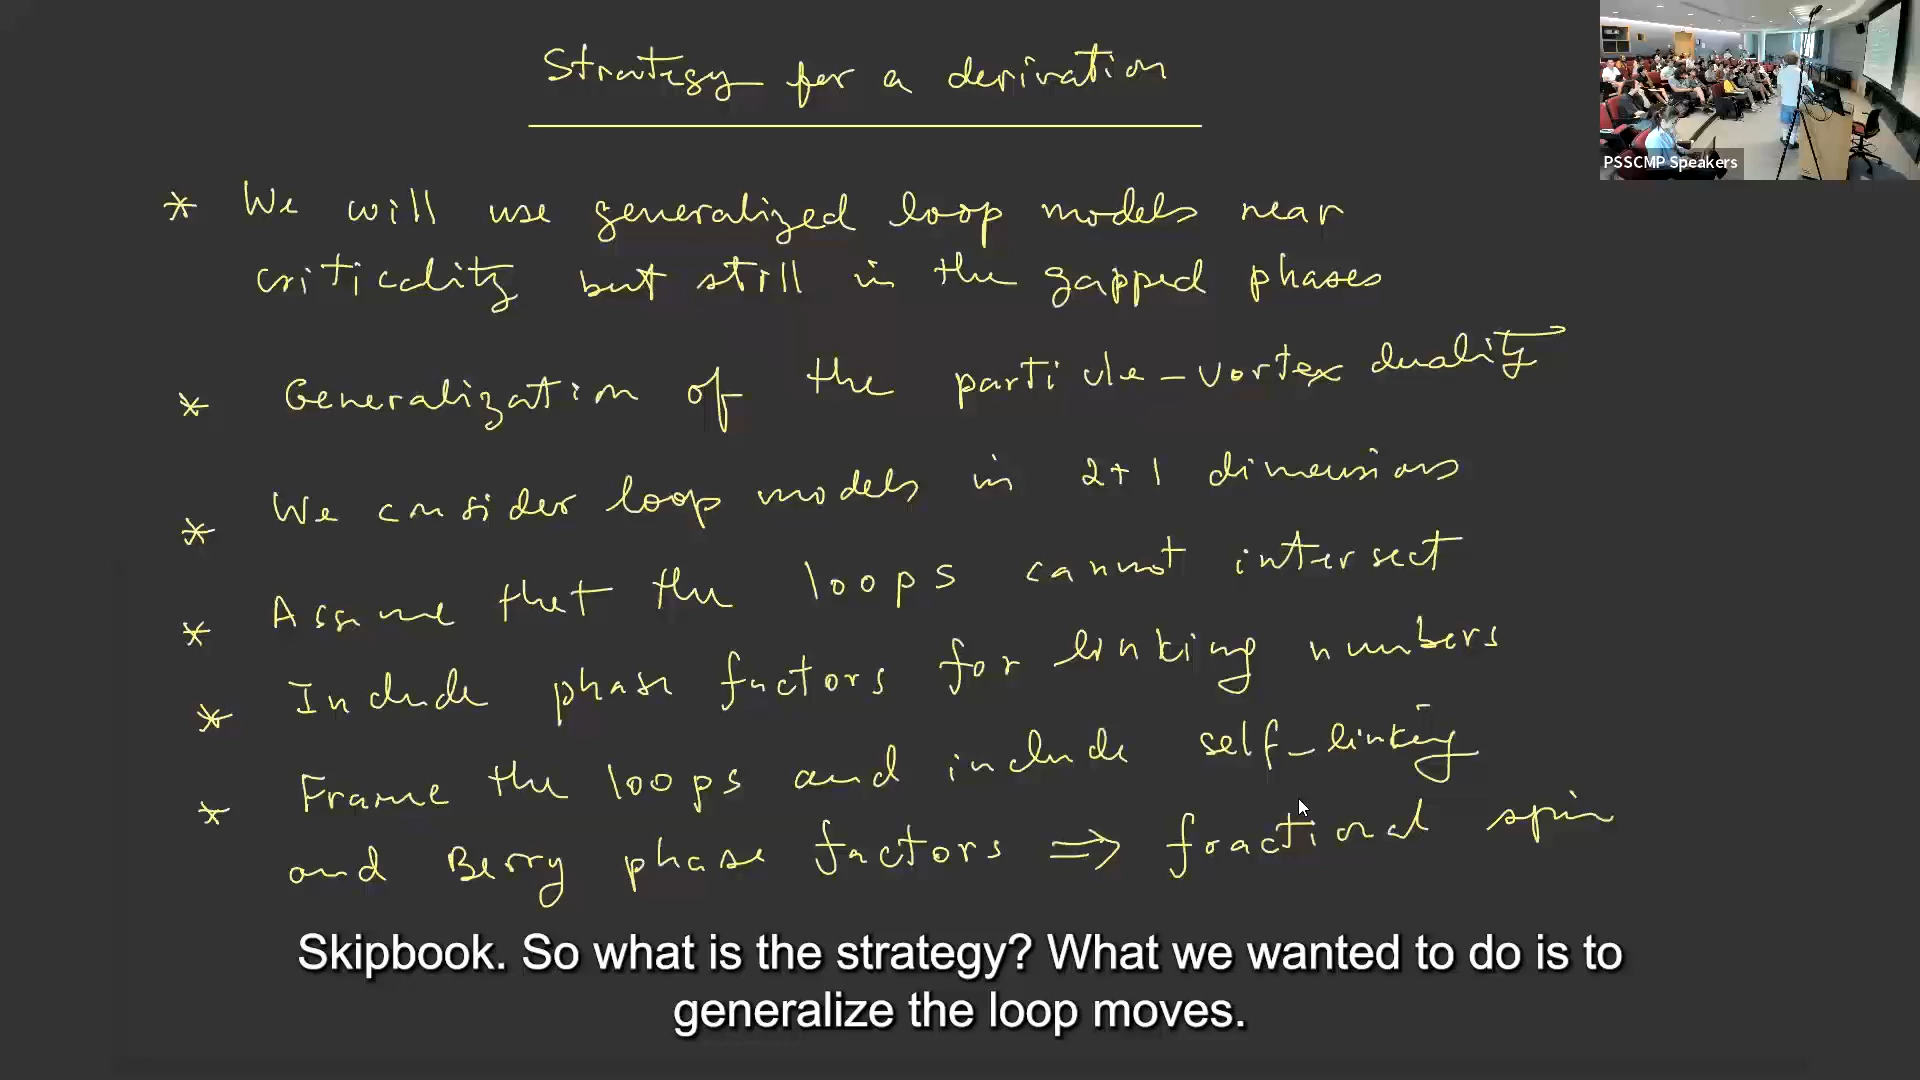 Strategy for a derivation
PSSCMP Speakers
* We will use generalized loop models near
criticality but still in the gapped phases
* Generalization of the particle-vortex duality
* We consider loop models in 2+1 dimensions
* Assume that the loops cannot intersect
* Include phase factors for linking numbers
* Frame the loops and include self-linking
and Berry phase factors ⇒ fractional spin
Skipbook. So what is the strategy? What we wanted to do is to
generalize the loop moves.